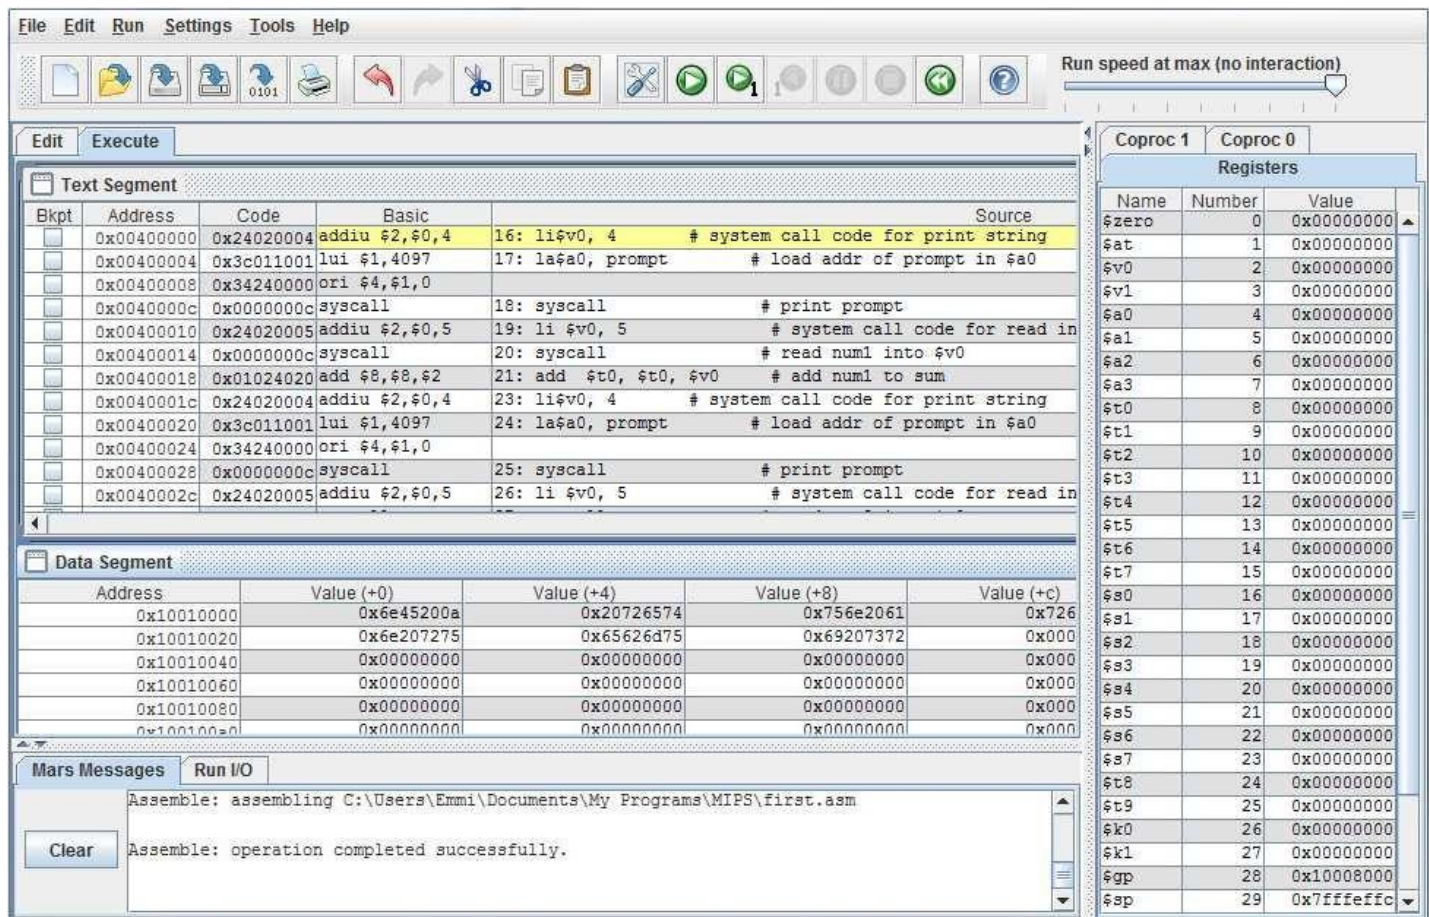 File Edit Run Settings Tools Help
0101
1
1
Run speed at max (no interaction)
Edit Execute
Text Segment
Bkpt Address Code Basic Source
0x00400000 0x24020004 addiu $2,$0,4 16: li$v0, 4 # system call code for print string
0x00400004 0x3c011001 lui $1,4097 17: la$a0, prompt # load addr of prompt in $a0
0x00400008 0x34240000 ori $4,$1,0
0x0040000c 0x0000000c syscall 18: syscall # print prompt
0x00400010 0x24020005 addiu $2,$0,5 19: li $v0, 5 # system call code for read in
0x00400014 0x0000000c syscall 20: syscall # read num1 into $v0
0x00400018 0x01024020 add $8,$8,$2 21: add $t0, $t0, $v0 # add num1 to sum
0x0040001c 0x24020004 addiu $2,$0,4 23: li$v0, 4 # system call code for print string
0x00400020 0x3c011001 lui $1,4097 24: la$a0, prompt # load addr of prompt in $a0
0x00400024 0x34240000 ori $4,$1,0
0x00400028 0x0000000c syscall 25: syscall # print prompt
0x0040002c 0x24020005 addiu $2,$0,5 26: li $v0, 5 # system call code for read in
Data Segment
Address Value (+0) Value (+4) Value (+8) Value (+c)
0x10010000 0x6e45200a 0x20726574 0x756e2061 0x726
0x10010020 0x6e207275 0x65626d75 0x69207372 0x000
0x10010040 0x00000000 0x00000000 0x00000000 0x000
0x10010060 0x00000000 0x00000000 0x00000000 0x000
0x10010080 0x00000000 0x00000000 0x00000000 0x000
0x100100a0 0x00000000 0x00000000 0x00000000 0x000
Mars Messages Run I/O
Assemble: assembling C:\Users\Emmi\Documents\My Programs\MIPS\first.asm
Clear Assemble: operation completed successfully.
Coproc 1 Coproc 0
Registers
Name Number Value
$zero 0 0x00000000
$at 1 0x00000000
$v0 2 0x00000000
$v1 3 0x00000000
$a0 4 0x00000000
$a1 5 0x00000000
$a2 6 0x00000000
$a3 7 0x00000000
$t0 8 0x00000000
$t1 9 0x00000000
$t2 10 0x00000000
$t3 11 0x00000000
$t4 12 0x00000000
$t5 13 0x00000000
$t6 14 0x00000000
$t7 15 0x00000000
$s0 16 0x00000000
$s1 17 0x00000000
$s2 18 0x00000000
$s3 19 0x00000000
$s4 20 0x00000000
$s5 21 0x00000000
$s6 22 0x00000000
$s7 23 0x00000000
$t8 24 0x00000000
$t9 25 0x00000000
$k0 26 0x00000000
$k1 27 0x00000000
$gp 28 0x10008000
$sp 29 0x7fffeffc